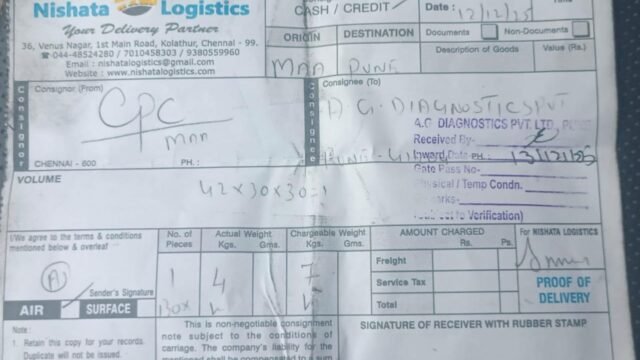 Nishata Logistics
Your Delivery Partner
36, Venus Nagar, 1st Main Road, Kolathur, Chennai - 99.
044-48524280 / 7010458303 / 9380559960
Email : nishatalogistics@gmail.com
Website : www.nishatalogistics.com
CASH / CREDIT
Date : 12/12/25
ORIGIN DESTINATION
Documents Non-Documents
Description of Goods Value (Rs.)
MAA PUNE
Consignor
Consignor (From)
CPC
MAA
CHENNAI - 600 PH. :
Consignee
Consignee (To)
A G. DIAGNOSTICS PVT
A.G DIAGNOSTICS PVT. LTD.,
Received By-
Inward Date PH. : 13/12/25
Gate Pass No-
Physical / Temp Condn.
to Verification)
VOLUME
42x30x30=1
I/We agree to the terms & conditions
mentioned below & overleaf
A
Sender's Signature
AIR SURFACE
No. of Pieces
Actual Weight
Kgs. Gms.
Chargeable Weight
Kgs. Gms.
1 4 7
AMOUNT CHARGED
Rs. Ps.
Freight
Service Tax
Total
For NISHATA LOGISTICS
PROOF OF DELIVERY
Note :
1. Retain this copy for your records.
Duplicate will not be issued.
This is non-negotiable consignment
note subject to the conditions of
carriage. The company's liability for
SIGNATURE OF RECEIVER WITH RUBBER STAMP